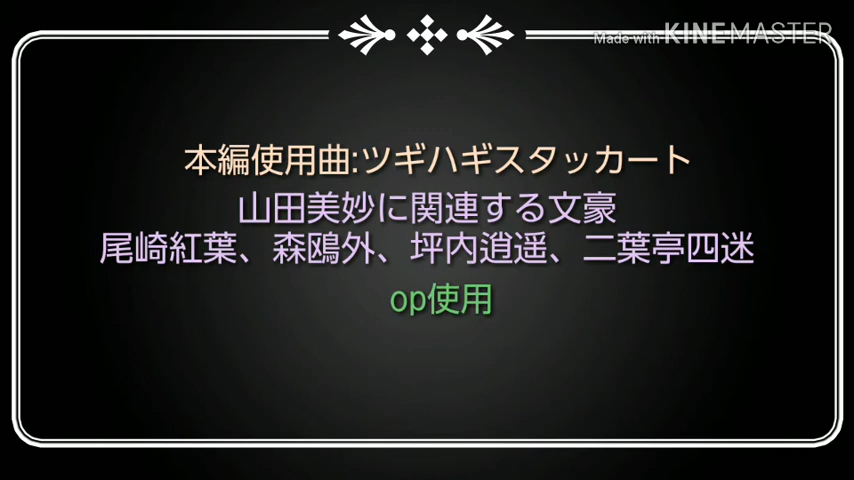 Made with KINEMASTER
本編使用曲:ツギハギスタッカート
山田美妙に関連する文豪
尾崎紅葉、森鴎外、坪内逍遥、二葉亭四迷
op使用